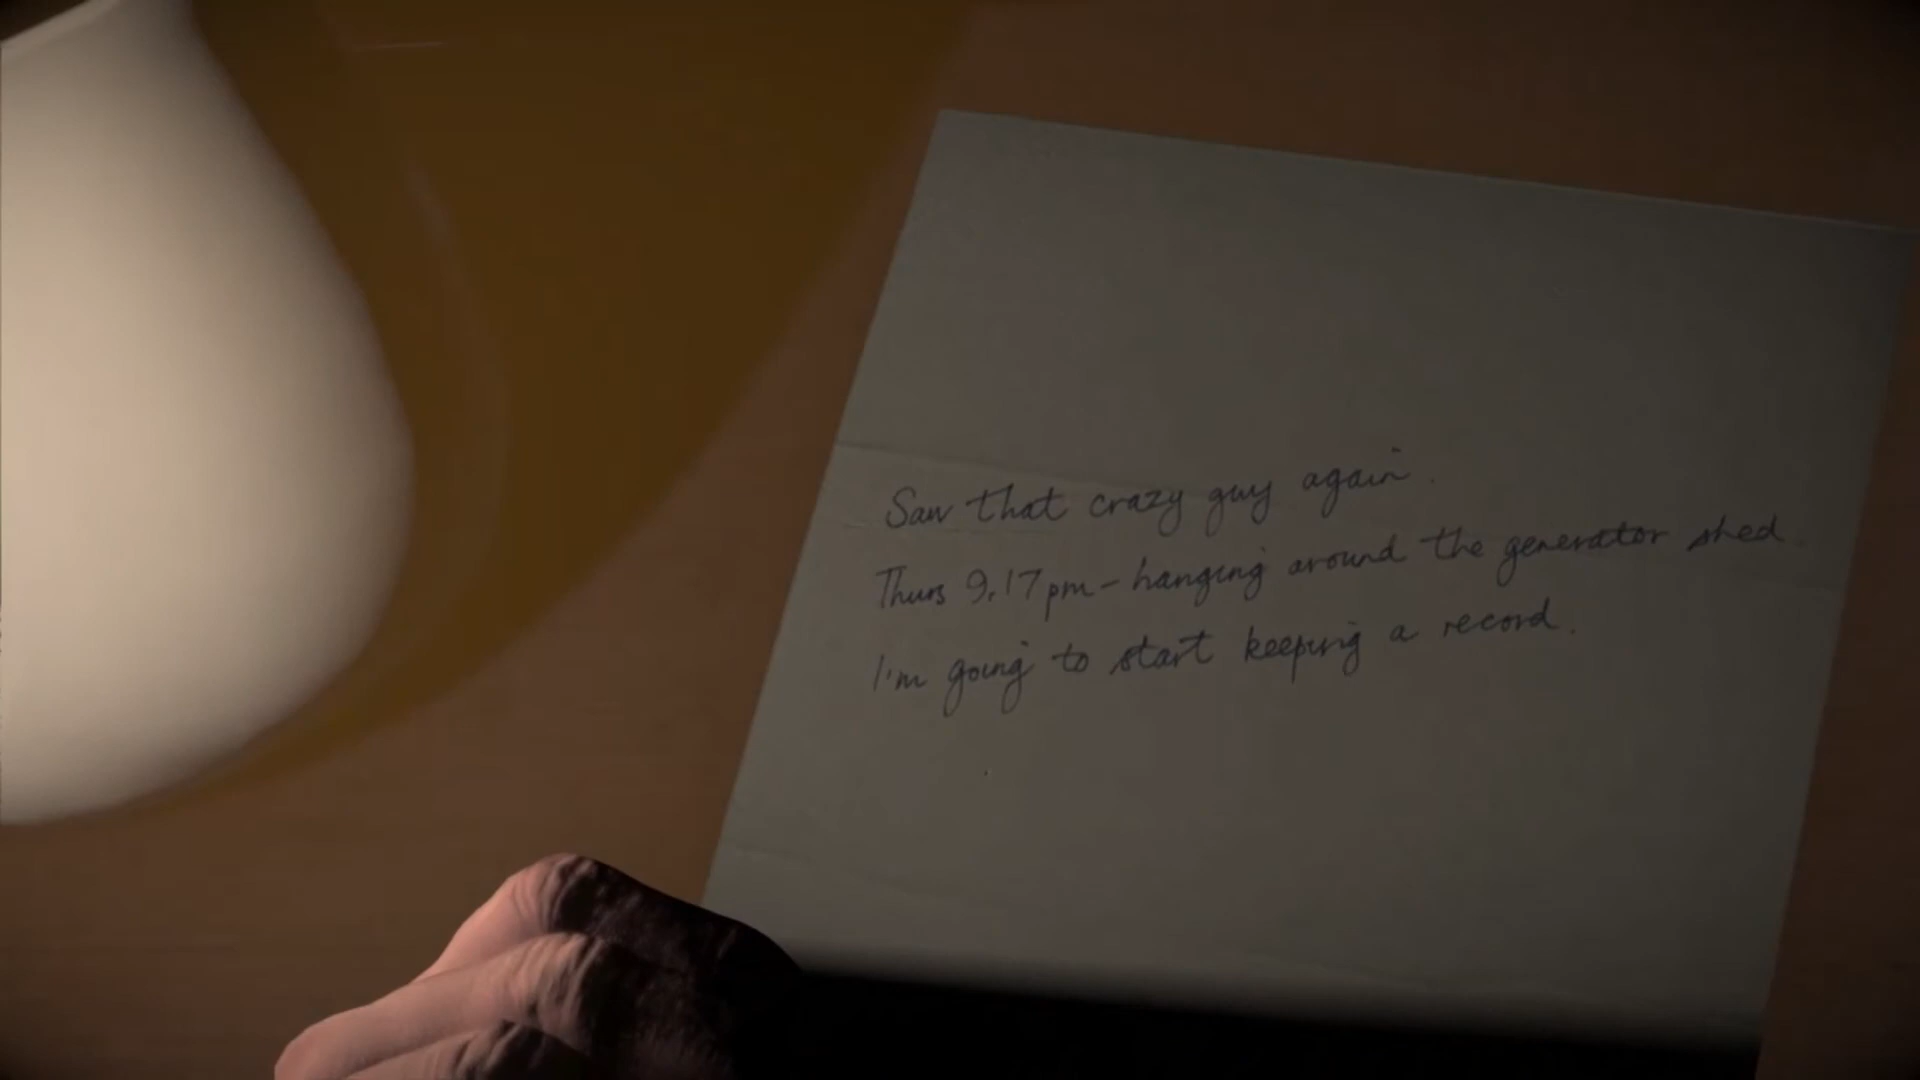 Saw that crazy guy again.
Thurs 9.17pm - hanging around the generator shed.
I'm going to start keeping a record.